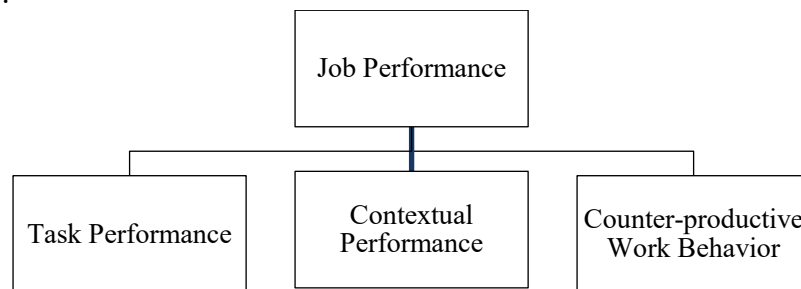 .
Job Performance
Task Performance
Contextual
Performance
Counter-productive
Work Behavior